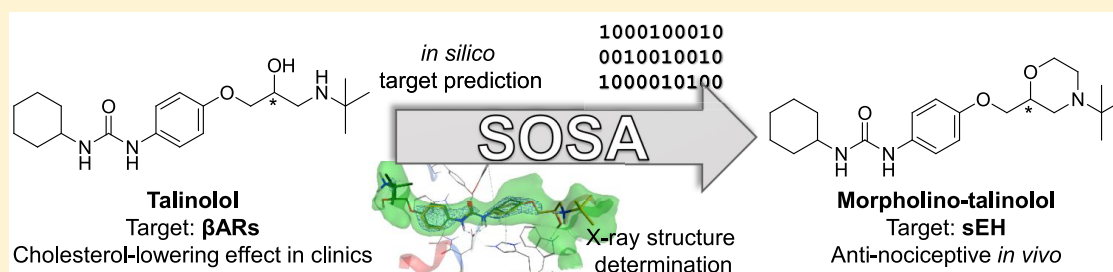 OH
O
H
N
*
O
N
H
N
H
Talinolol
Target: βARs
Cholesterol-lowering effect in clinics
in silico
target prediction
1000100010
0010010010
1000010100
SOSA
X-ray structure
determination
O
O
N
*
O
N
H
N
H
Morpholino-talinolol
Target: sEH
Anti-nociceptive in vivo